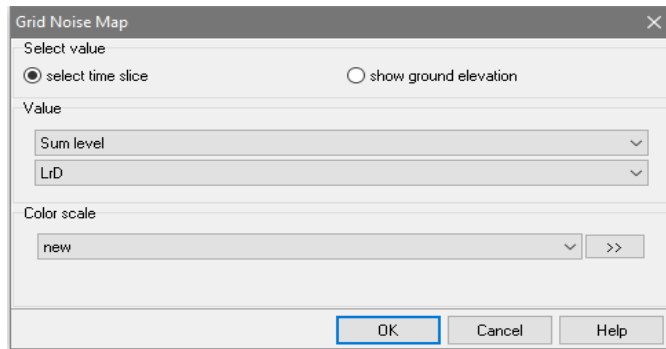 Grid Noise Map
Select value
select time slice show ground elevation
Value
Sum level
LrD
Color scale
new >>
OK Cancel Help